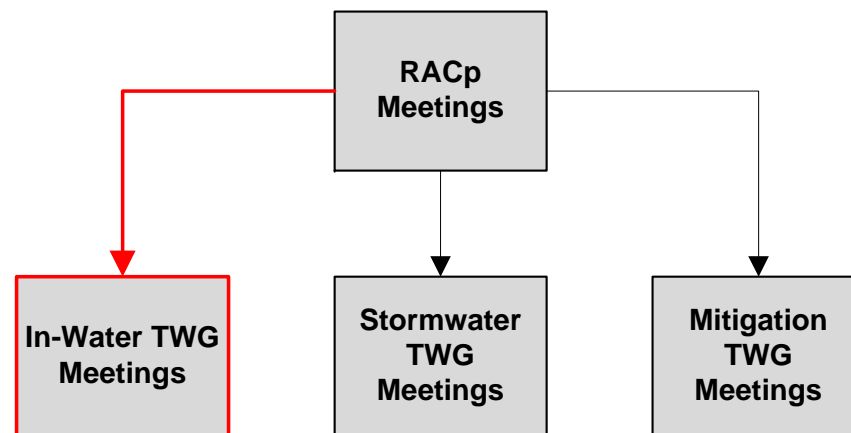 RACp
Meetings
In-Water TWG
Meetings
Stormwater
TWG
Meetings
Mitigation
TWG
Meetings